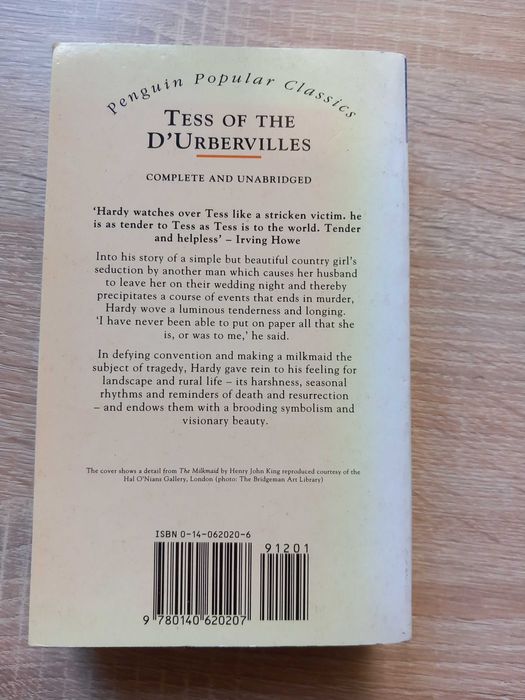 Penguin Popular Classics
TESS OF THE
D'URBERVILLES
COMPLETE AND UNABRIDGED
'Hardy watches over Tess like a stricken victim. he
is as tender to Tess as Tess is to the world. Tender
and helpless' – Irving Howe
Into his story of a simple but beautiful country girl's
seduction by another man which causes her husband
to leave her on their wedding night and thereby
precipitates a course of events that ends in murder,
Hardy wove a luminous tenderness and longing.
'I have never been able to put on paper all that she
is, or was to me,' he said.
In defying convention and making a milkmaid the
subject of tragedy, Hardy gave rein to his feeling for
landscape and rural life – its harshness, seasonal
rhythms and reminders of death and resurrection
– and endows them with a brooding symbolism and
visionary beauty.
The cover shows a detail from The Milkmaid by Henry John King reproduced courtesy of the
Hal O'Nians Gallery, London (photo: The Bridgeman Art Library)
ISBN 0-14-062020-6
91201
9 780140 620207